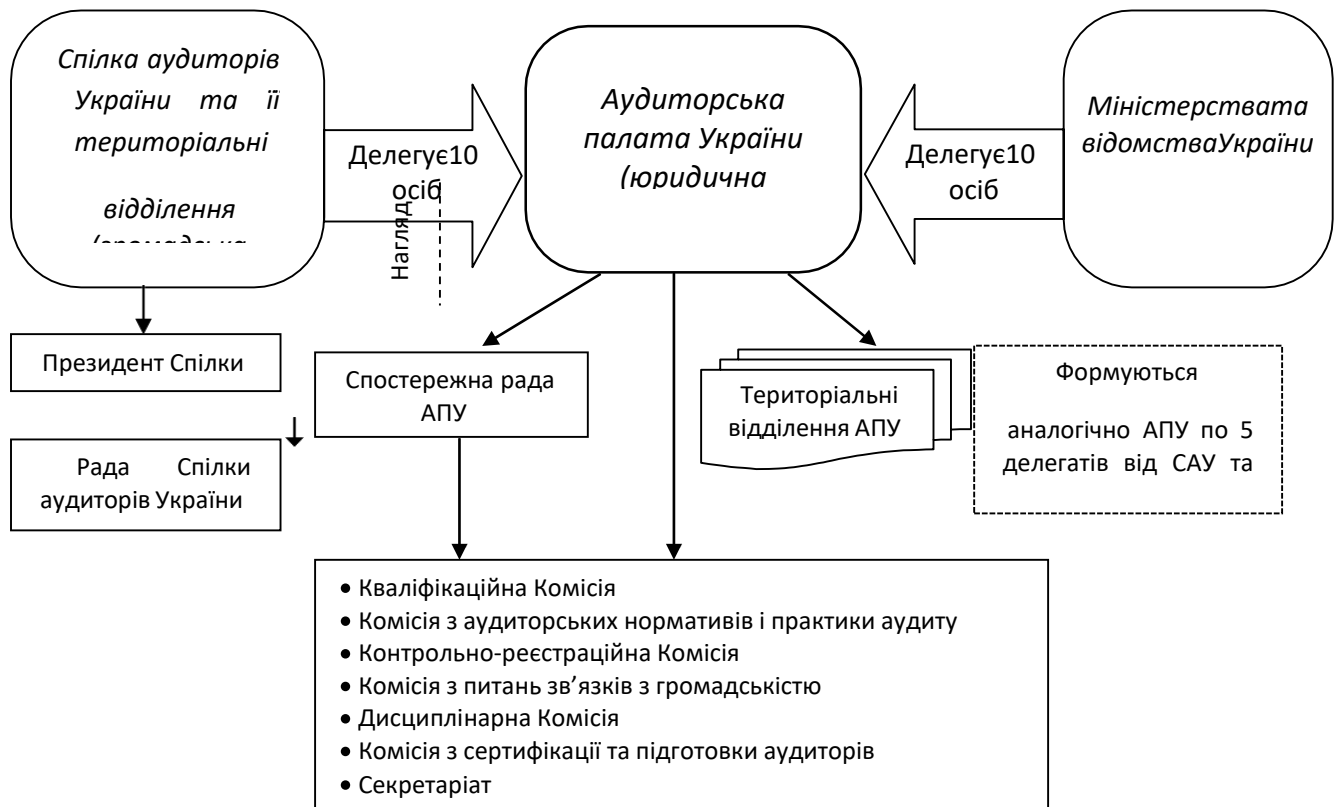 Спілка аудиторів
України та її
територіальні
відділення
Делегує10
осіб
Нагляд
Аудиторська
палата України
(юридична
Делегує10
осіб
Міністерствата
відомстваУкраїни
Президент Спілки
Рада Спілки
аудиторів України
Спостережна рада
АПУ
Територіальні
відділення АПУ
Формуються
аналогічно АПУ по 5
делегатів від САУ та
• Кваліфікаційна Комісія
• Комісія з аудиторських нормативів і практики аудиту
• Контрольно-реєстраційна Комісія
• Комісія з питань зв’язків з громадськістю
• Дисциплінарна Комісія
• Комісія з сертифікації та підготовки аудиторів
• Секретаріат